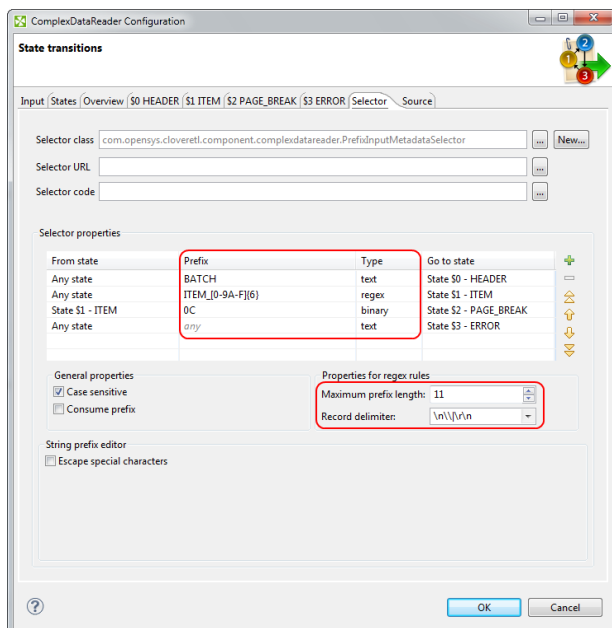 ComplexDataReader Configuration
State transitions
2
1
3
Input States Overview $0 HEADER $1 ITEM $2 PAGE_BREAK $3 ERROR Selector Source
Selector class com.opensys.cloveretl.component.complexdatareader.PrefixInputMetadataSelector ... New...
Selector URL ...
Selector code ...
Selector properties
From state Prefix Type Go to state
Any state BATCH text State $0 - HEADER
Any state ITEM_[0-9A-F]{6} regex State $1 - ITEM
State $1 - ITEM 0C binary State $2 - PAGE_BREAK
Any state any text State $3 - ERROR
General properties Properties for regex rules
Case sensitive Maximum prefix length: 11
Consume prefix Record delimiter: \n\\|\r\n
String prefix editor
Escape special characters
? OK Cancel